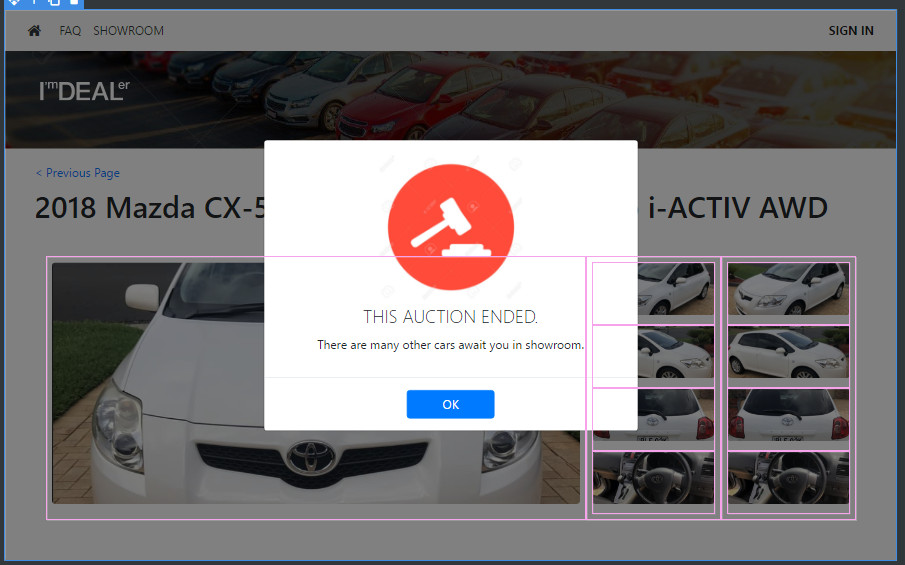 FAQ SHOWROOM SIGN IN
I'mDEALer
< Previous Page
2018 Mazda CX-5 i-ACTIV AWD
THIS AUCTION ENDED.
There are many other cars await you in showroom.
OK